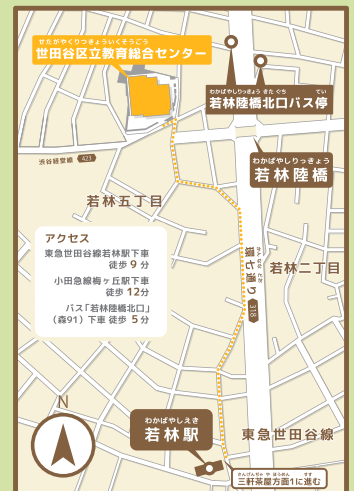 せたがやくりつきょういくそうごう
世田谷区立教育総合センター
わかばやしりっきょう きた ぐち てい
若林陸橋北口バス停
わかばやしりっきょう
若林陸橋
渋谷経堂線 423
若林五丁目
アクセス
東急世田谷線若林駅下車
徒歩 9 分
小田急線梅ヶ丘駅下車
徒歩 12分
バス「若林陸橋北口」
(森91) 下車 徒歩 5 分
かん なな どお
環七通り
318
若林二丁目
N
わかばやしえき
若林駅
東急世田谷線
さんげんぢゃ や ほうめん すす
三軒茶屋方面1に進む